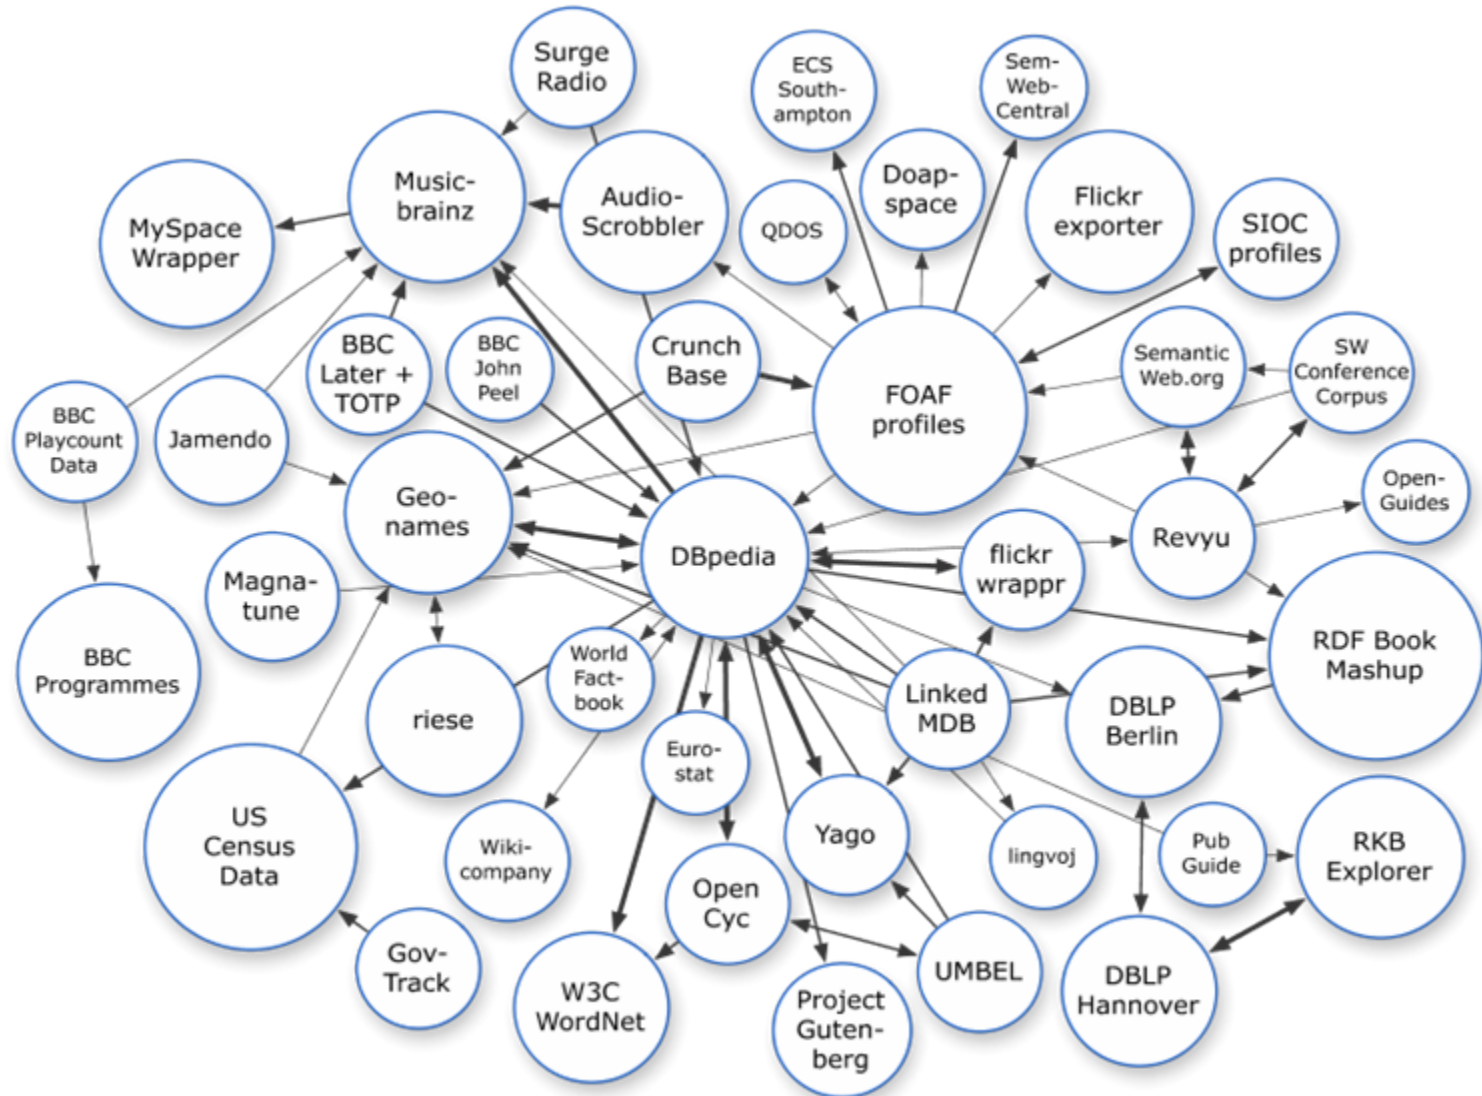 Surge
Radio
ECS
South-
ampton
Sem-
Web-
Central
Music-
brainz
Audio-
Scrobbler
Doap-
space
Flickr
exporter
MySpace
Wrapper
QDOS
SIOC
profiles
BBC
Later +
TOTP
BBC
John
Peel
Crunch
Base
FOAF
profiles
Semantic
Web.org
SW
Conference
Corpus
BBC
Playcount
Data
Jamendo
Geo-
names
DBpedia
flickr
wrappr
Revyu
Open-
Guides
Magna-
tune
BBC
Programmes
riese
World
Fact-
book
Linked
MDB
DBLP
Berlin
RDF Book
Mashup
US
Census
Data
Euro-
stat
Wiki-
company
Yago
lingvoj
Pub
Guide
RKB
Explorer
Open
Cyc
Gov-
Track
W3C
WordNet
Project
Guten-
berg
UMBEL
DBLP
Hannover